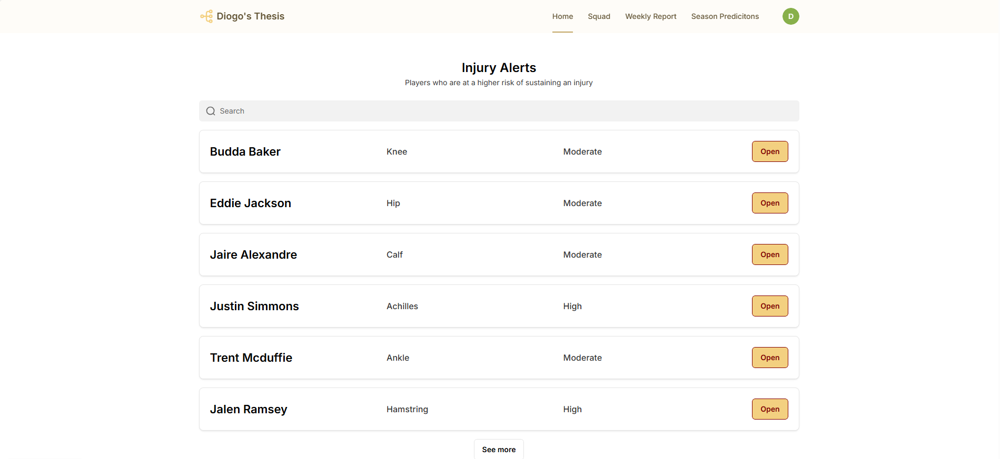 Diogo's Thesis
Home Squad Weekly Report Season Predicitons D
Injury Alerts
Players who are at a higher risk of sustaining an injury
Search
Budda Baker Knee Moderate Open
Eddie Jackson Hip Moderate Open
Jaire Alexandre Calf Moderate Open
Justin Simmons Achilles High Open
Trent Mcduffie Ankle Moderate Open
Jalen Ramsey Hamstring High Open
See more